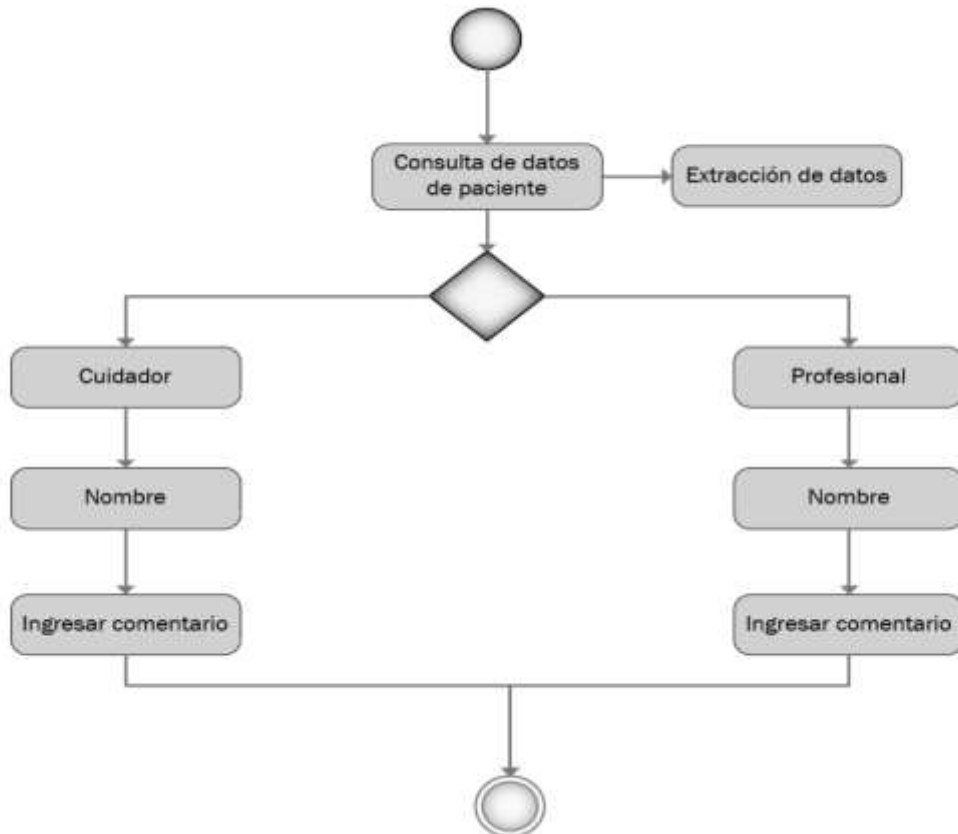 Consulta de datos
de paciente
Extracción de datos
Cuidador
Profesional
Nombre
Nombre
Ingresar comentario
Ingresar comentario